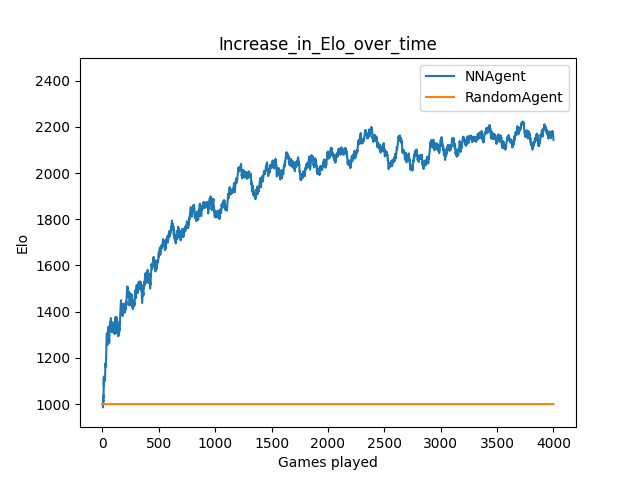 Increase_in_Elo_over_time
NNAgent
RandomAgent
2400
2200
2000
1800
1600
1400
1200
1000
Elo
0 500 1000 1500 2000 2500 3000 3500 4000
Games played